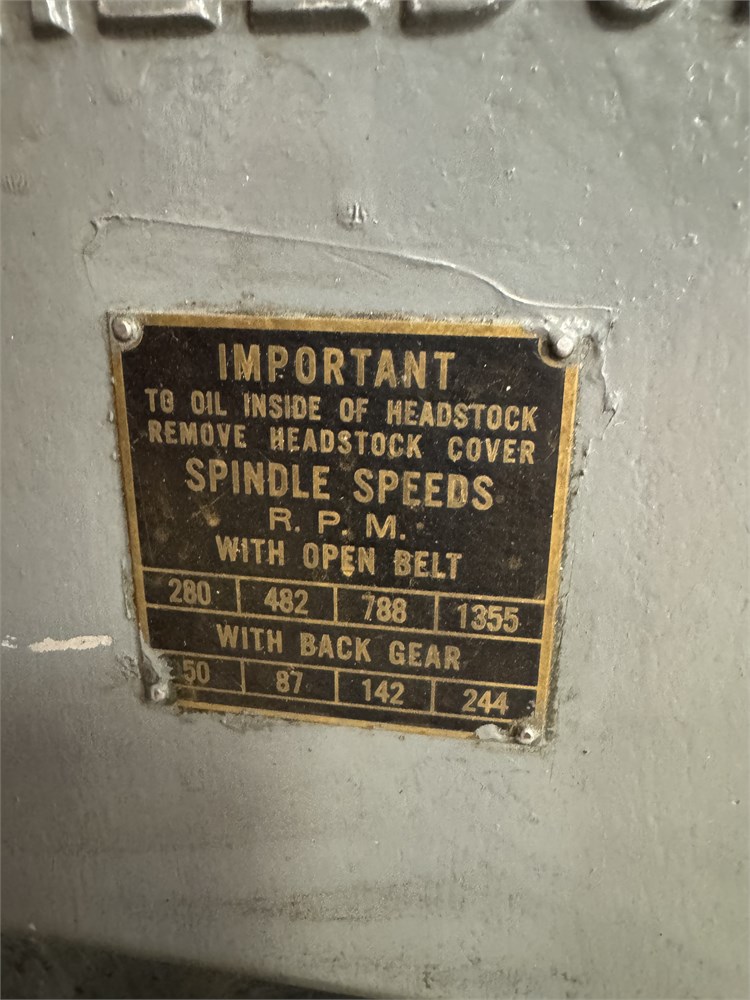 IMPORTANT
TO OIL INSIDE OF HEADSTOCK
REMOVE HEADSTOCK COVER
SPINDLE SPEEDS
R. P. M.
WITH OPEN BELT
280 482 788 1355
WITH BACK GEAR
50 87 142 244